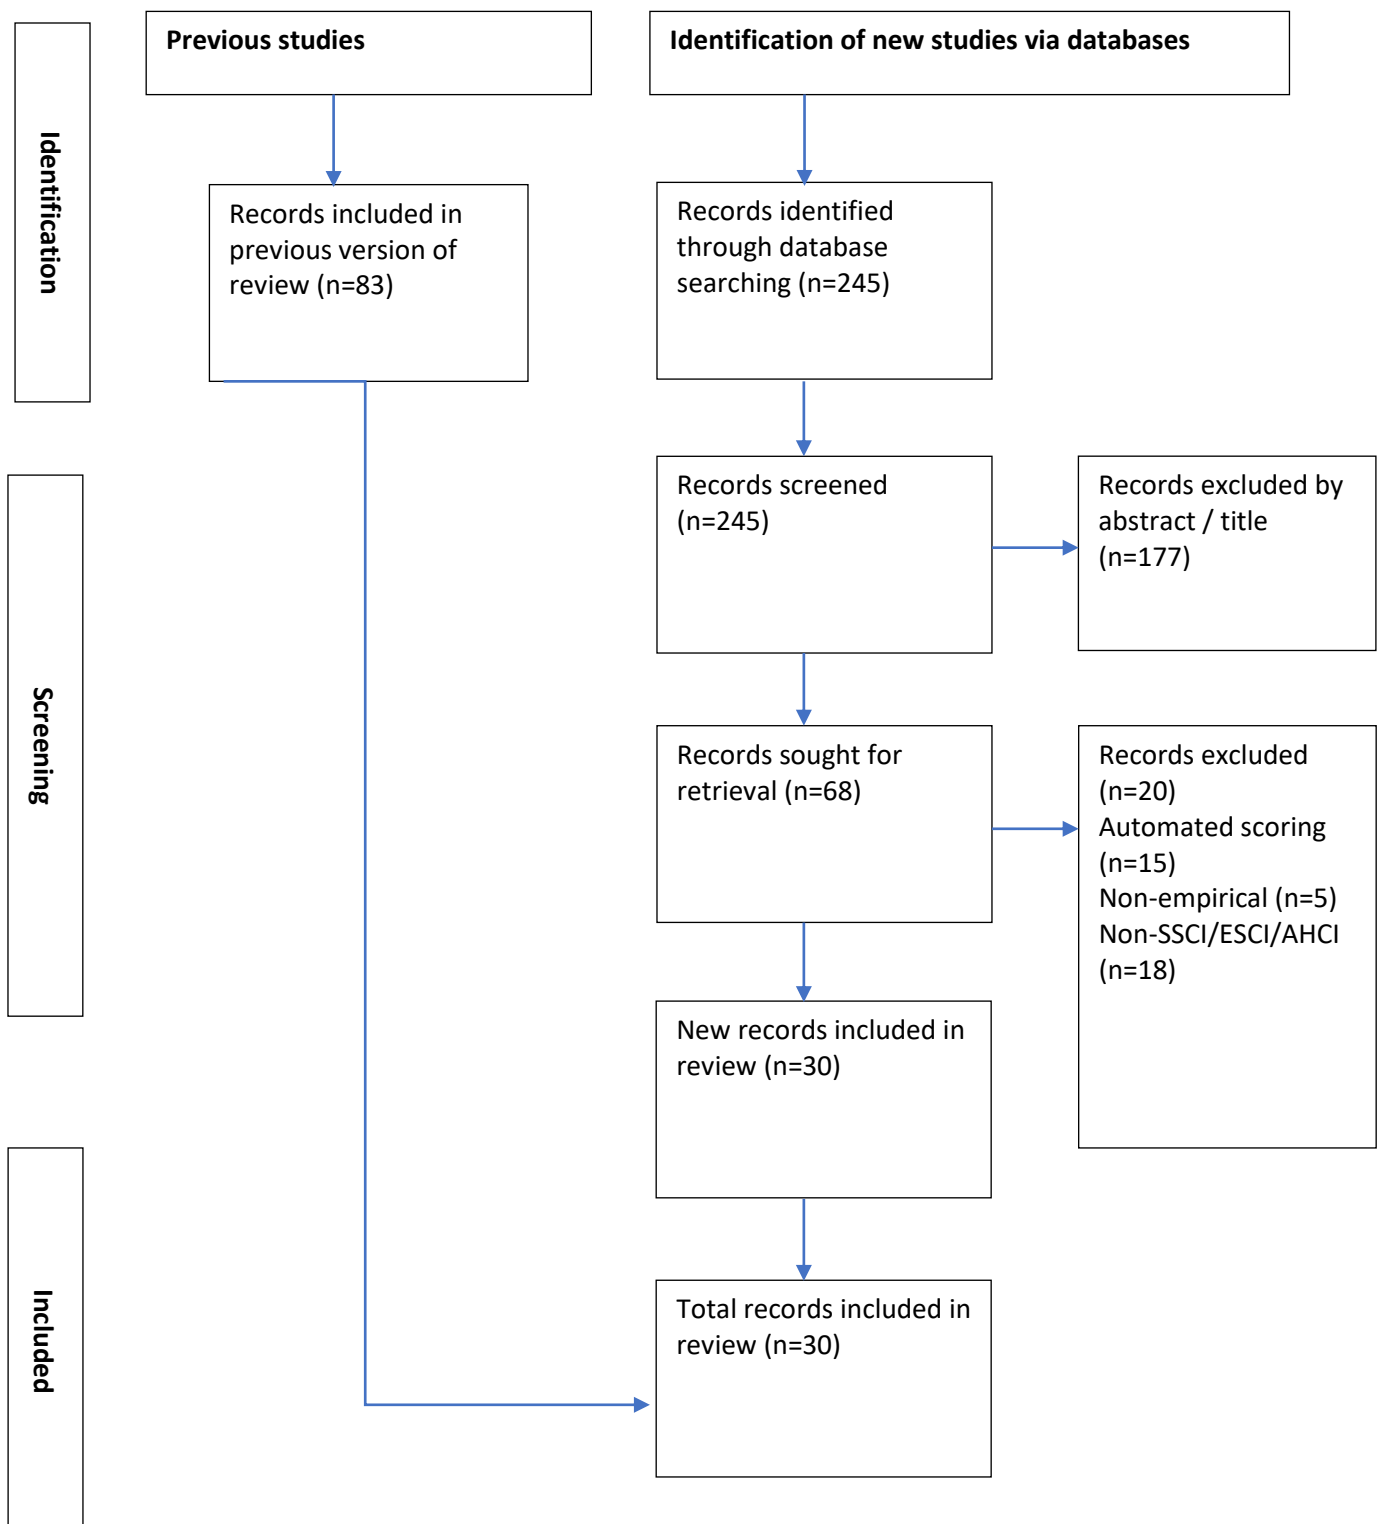 Previous studies
Identification of new studies via databases
Identification
Records included in
previous version of
review (n=83)
Records identified
through database
searching (n=245)
Screening
Records screened
(n=245)
Records excluded by
abstract / title
(n=177)
Records sought for
retrieval (n=68)
Records excluded
(n=20)
Automated scoring
(n=15)
Non-empirical (n=5)
Non-SSCI/ESCI/AHCI
(n=18)
New records included in
review (n=30)
Included
Total records included in
review (n=30)